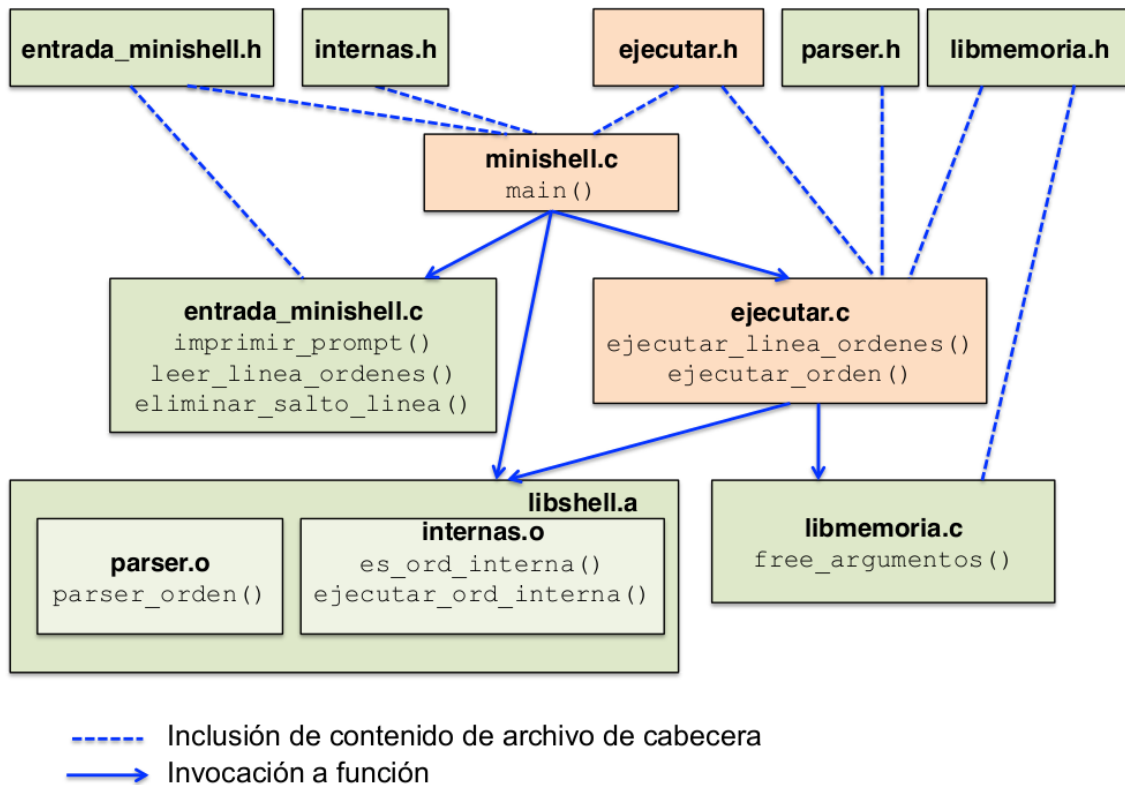 entrada_minishell.h
internas.h
ejecutar.h
parser.h
libmemoria.h
minishell.c
main()
entrada_minishell.c
imprimir_prompt()
leer_linea_ordenes()
eliminar_salto_linea()
ejecutar.c
ejecutar_linea_ordenes()
ejecutar_orden()
libshell.a
parser.o
parser_orden()
internas.o
es_ord_interna()
ejecutar_ord_interna()
libmemoria.c
free_argumentos()
Inclusión de contenido de archivo de cabecera
Invocación a función